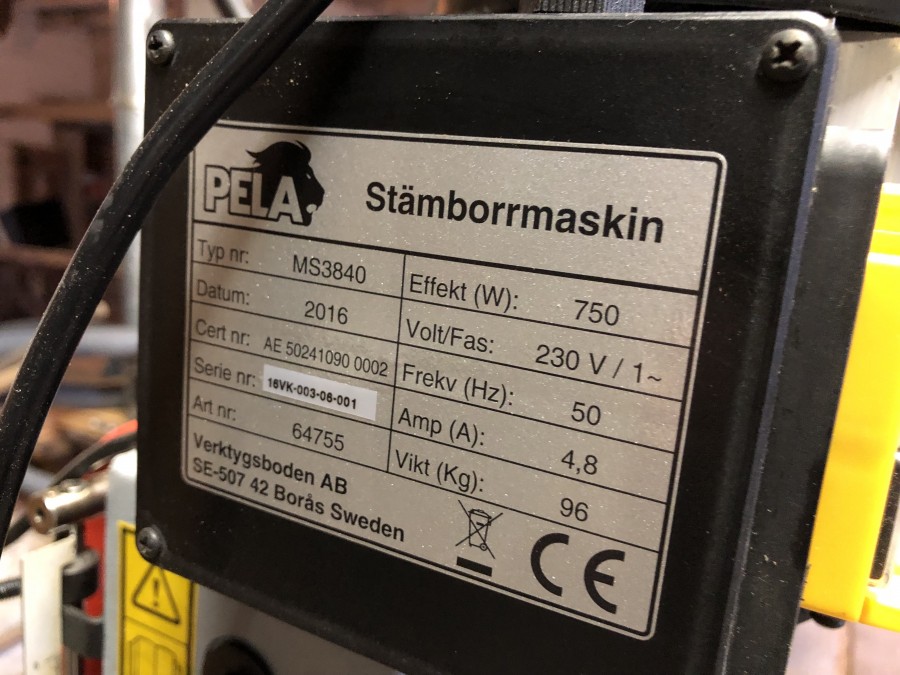 PELA
Stämborrmaskin
Typ nr: MS3840
Datum: 2016
Cert nr: AE 50241090 0002
Serie nr: 16VK-003-06-001
Art nr: 64755
Effekt (W): 750
Volt/Fas: 230 V / 1~
Frekv (Hz): 50
Amp (A): 4,8
Vikt (Kg): 96
Verktygsboden AB
SE-507 42 Borås Sweden
CE